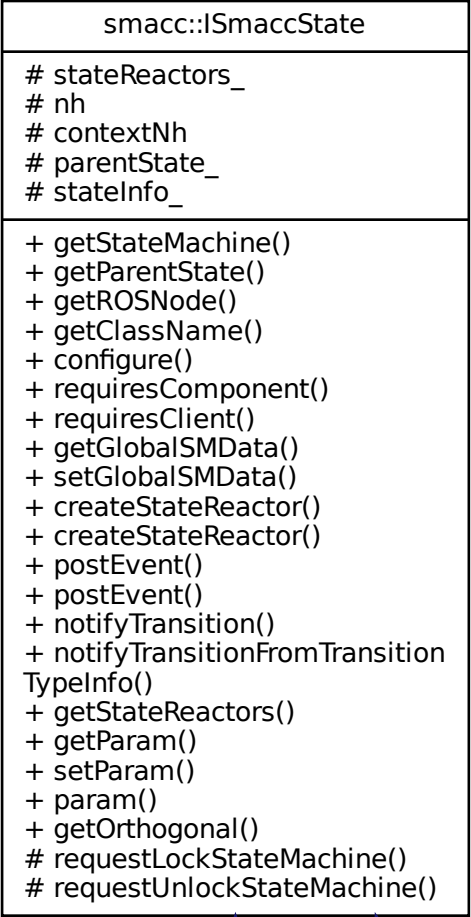 smacc::ISmaccState
# stateReactors_
# nh
# contextNh
# parentState_
# stateInfo_
+ getStateMachine()
+ getParentState()
+ getROSNode()
+ getClassName()
+ configure()
+ requiresComponent()
+ requiresClient()
+ getGlobalSMData()
+ setGlobalSMData()
+ createStateReactor()
+ createStateReactor()
+ postEvent()
+ postEvent()
+ notifyTransition()
+ notifyTransitionFromTransition
TypeInfo()
+ getStateReactors()
+ getParam()
+ setParam()
+ param()
+ getOrthogonal()
# requestLockStateMachine()
# requestUnlockStateMachine()